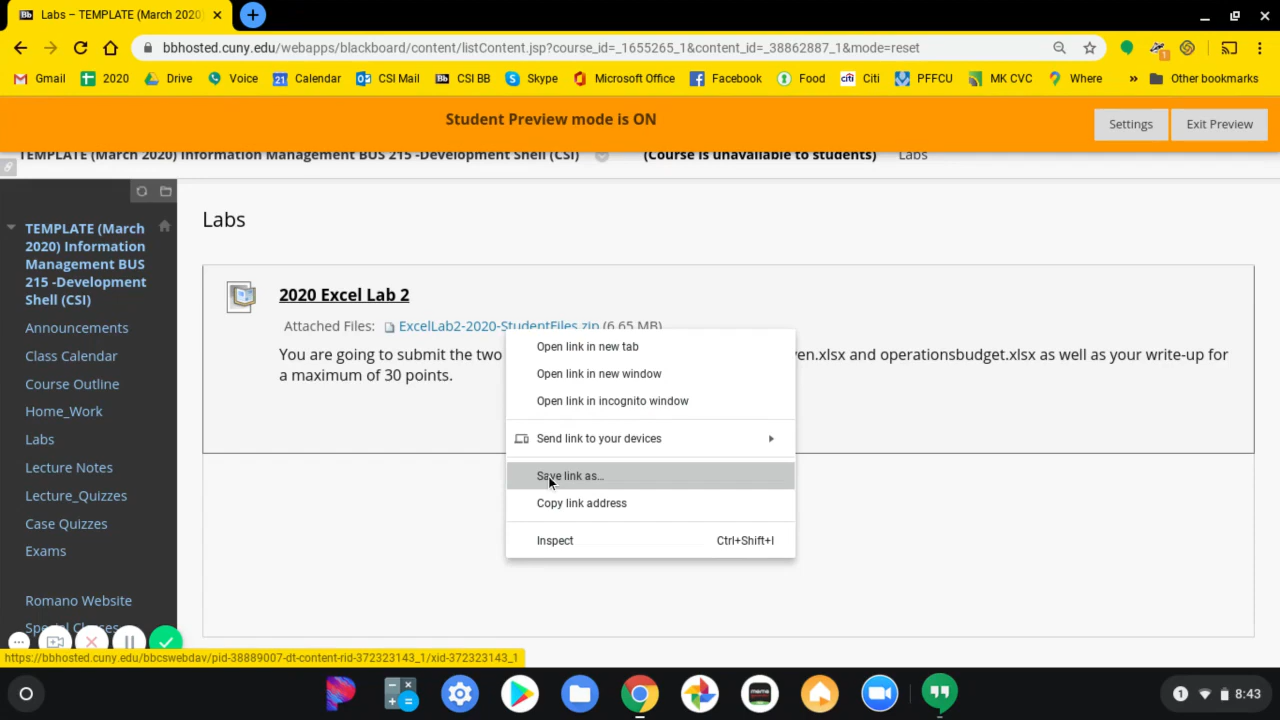 Bb Labs – TEMPLATE (March 2020)
bbhosted.cuny.edu/webapps/blackboard/content/listContent.jsp?course_id=_1655265_1&content_id=_38862887_1&mode=reset
1
Gmail 2020 Drive Voice 21 Calendar CSI Mail Bb CSI BB Skype Microsoft Office Facebook Food citi Citi PFFCU MK CVC Where » Other bookmarks
Student Preview mode is ON
Settings Exit Preview
TEMPLATE (March 2020) Information Management BUS 215 -Development Shell (CSI) (Course is unavailable to students) Labs
TEMPLATE (March
2020) Information
Management BUS
215 -Development
Shell (CSI)
Announcements
Class Calendar
Course Outline
Home_Work
Labs
Lecture Notes
Lecture_Quizzes
Case Quizzes
Exams
Romano Website
Labs
2020 Excel Lab 2
Attached Files: ExcelLab2-2020-StudentFiles.zip (6.65 MB)
You are going to submit the two en.xlsx and operationsbudget.xlsx as well as your write-up for
a maximum of 30 points.
Open link in new tab
Open link in new window
Open link in incognito window
Send link to your devices
Save link as...
Copy link address
Inspect Ctrl+Shift+I
https://bbhosted.cuny.edu/bbcswebdav/pid-38889007-dt-content-rid-372323143_1/xid-372323143_1
1 8:43